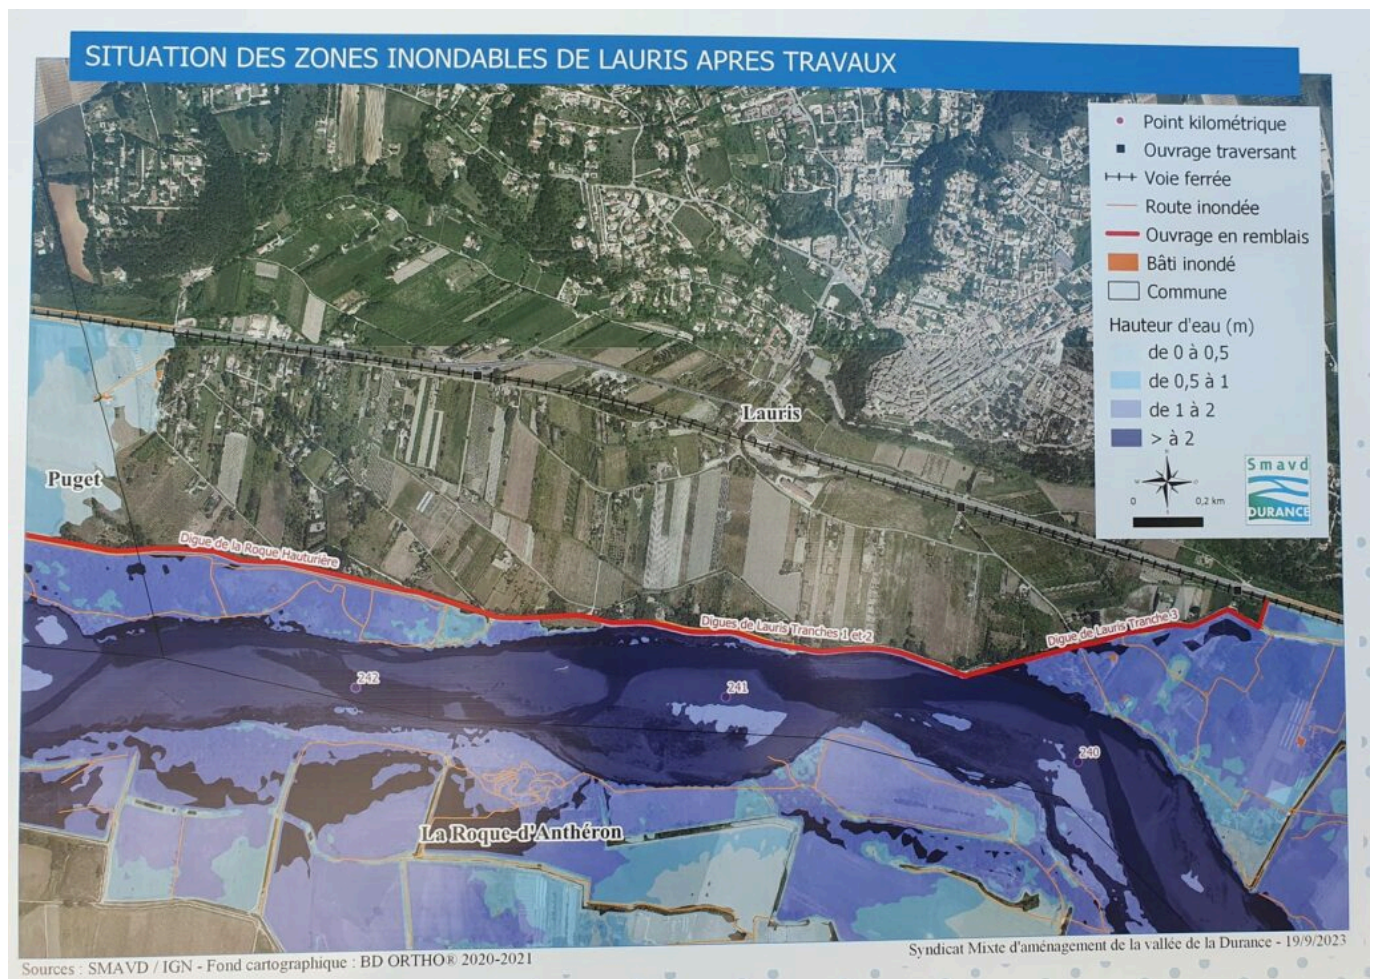 SITUATION DES ZONES INONDABLES DE LAURIS APRES TRAVAUX
Point kilométrique
Ouvrage traversant
Voie ferrée
Route inondée
Ouvrage en remblais
Bâti inondé
Commune
Hauteur d'eau (m)
de 0 à 0,5
de 0,5 à 1
de 1 à 2
> à 2
0
0,2 km
Smavd
DURANCE
Lauris
Puget
Digue de la Roque Hauturière
Digues de Lauris Tranches 1 et 2
Digue de Lauris Tranche 3
242
241
240
La Roque-d'Anthéron
Sources : SMAVD / IGN - Fond cartographique : BD ORTHO® 2020-2021
Syndicat Mixte d'aménagement de la vallée de la Durance - 19/9/2023